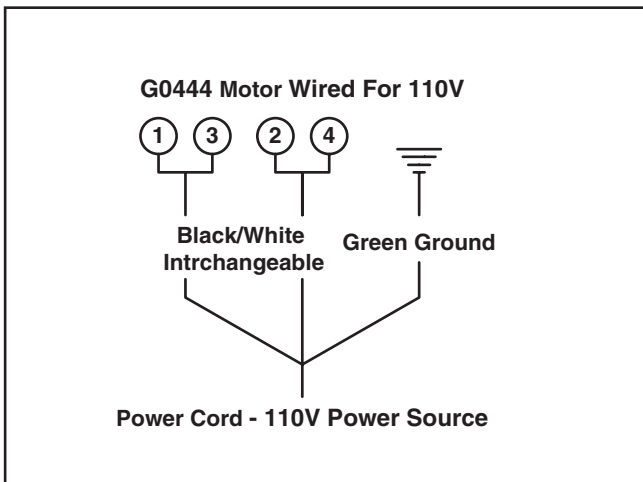 G0444 Motor Wired For 110V
1 3 2 4
Black/White
Intrchangeable
Green Ground
Power Cord - 110V Power Source